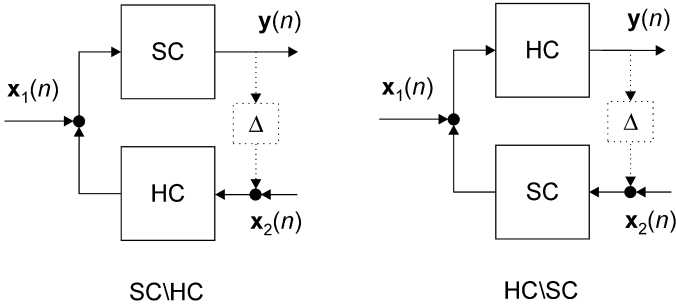 y(n)
SC
x₁(n)
Δ
HC
x₂(n)
SC\HC
y(n)
HC
x₁(n)
Δ
SC
x₂(n)
HC\SC